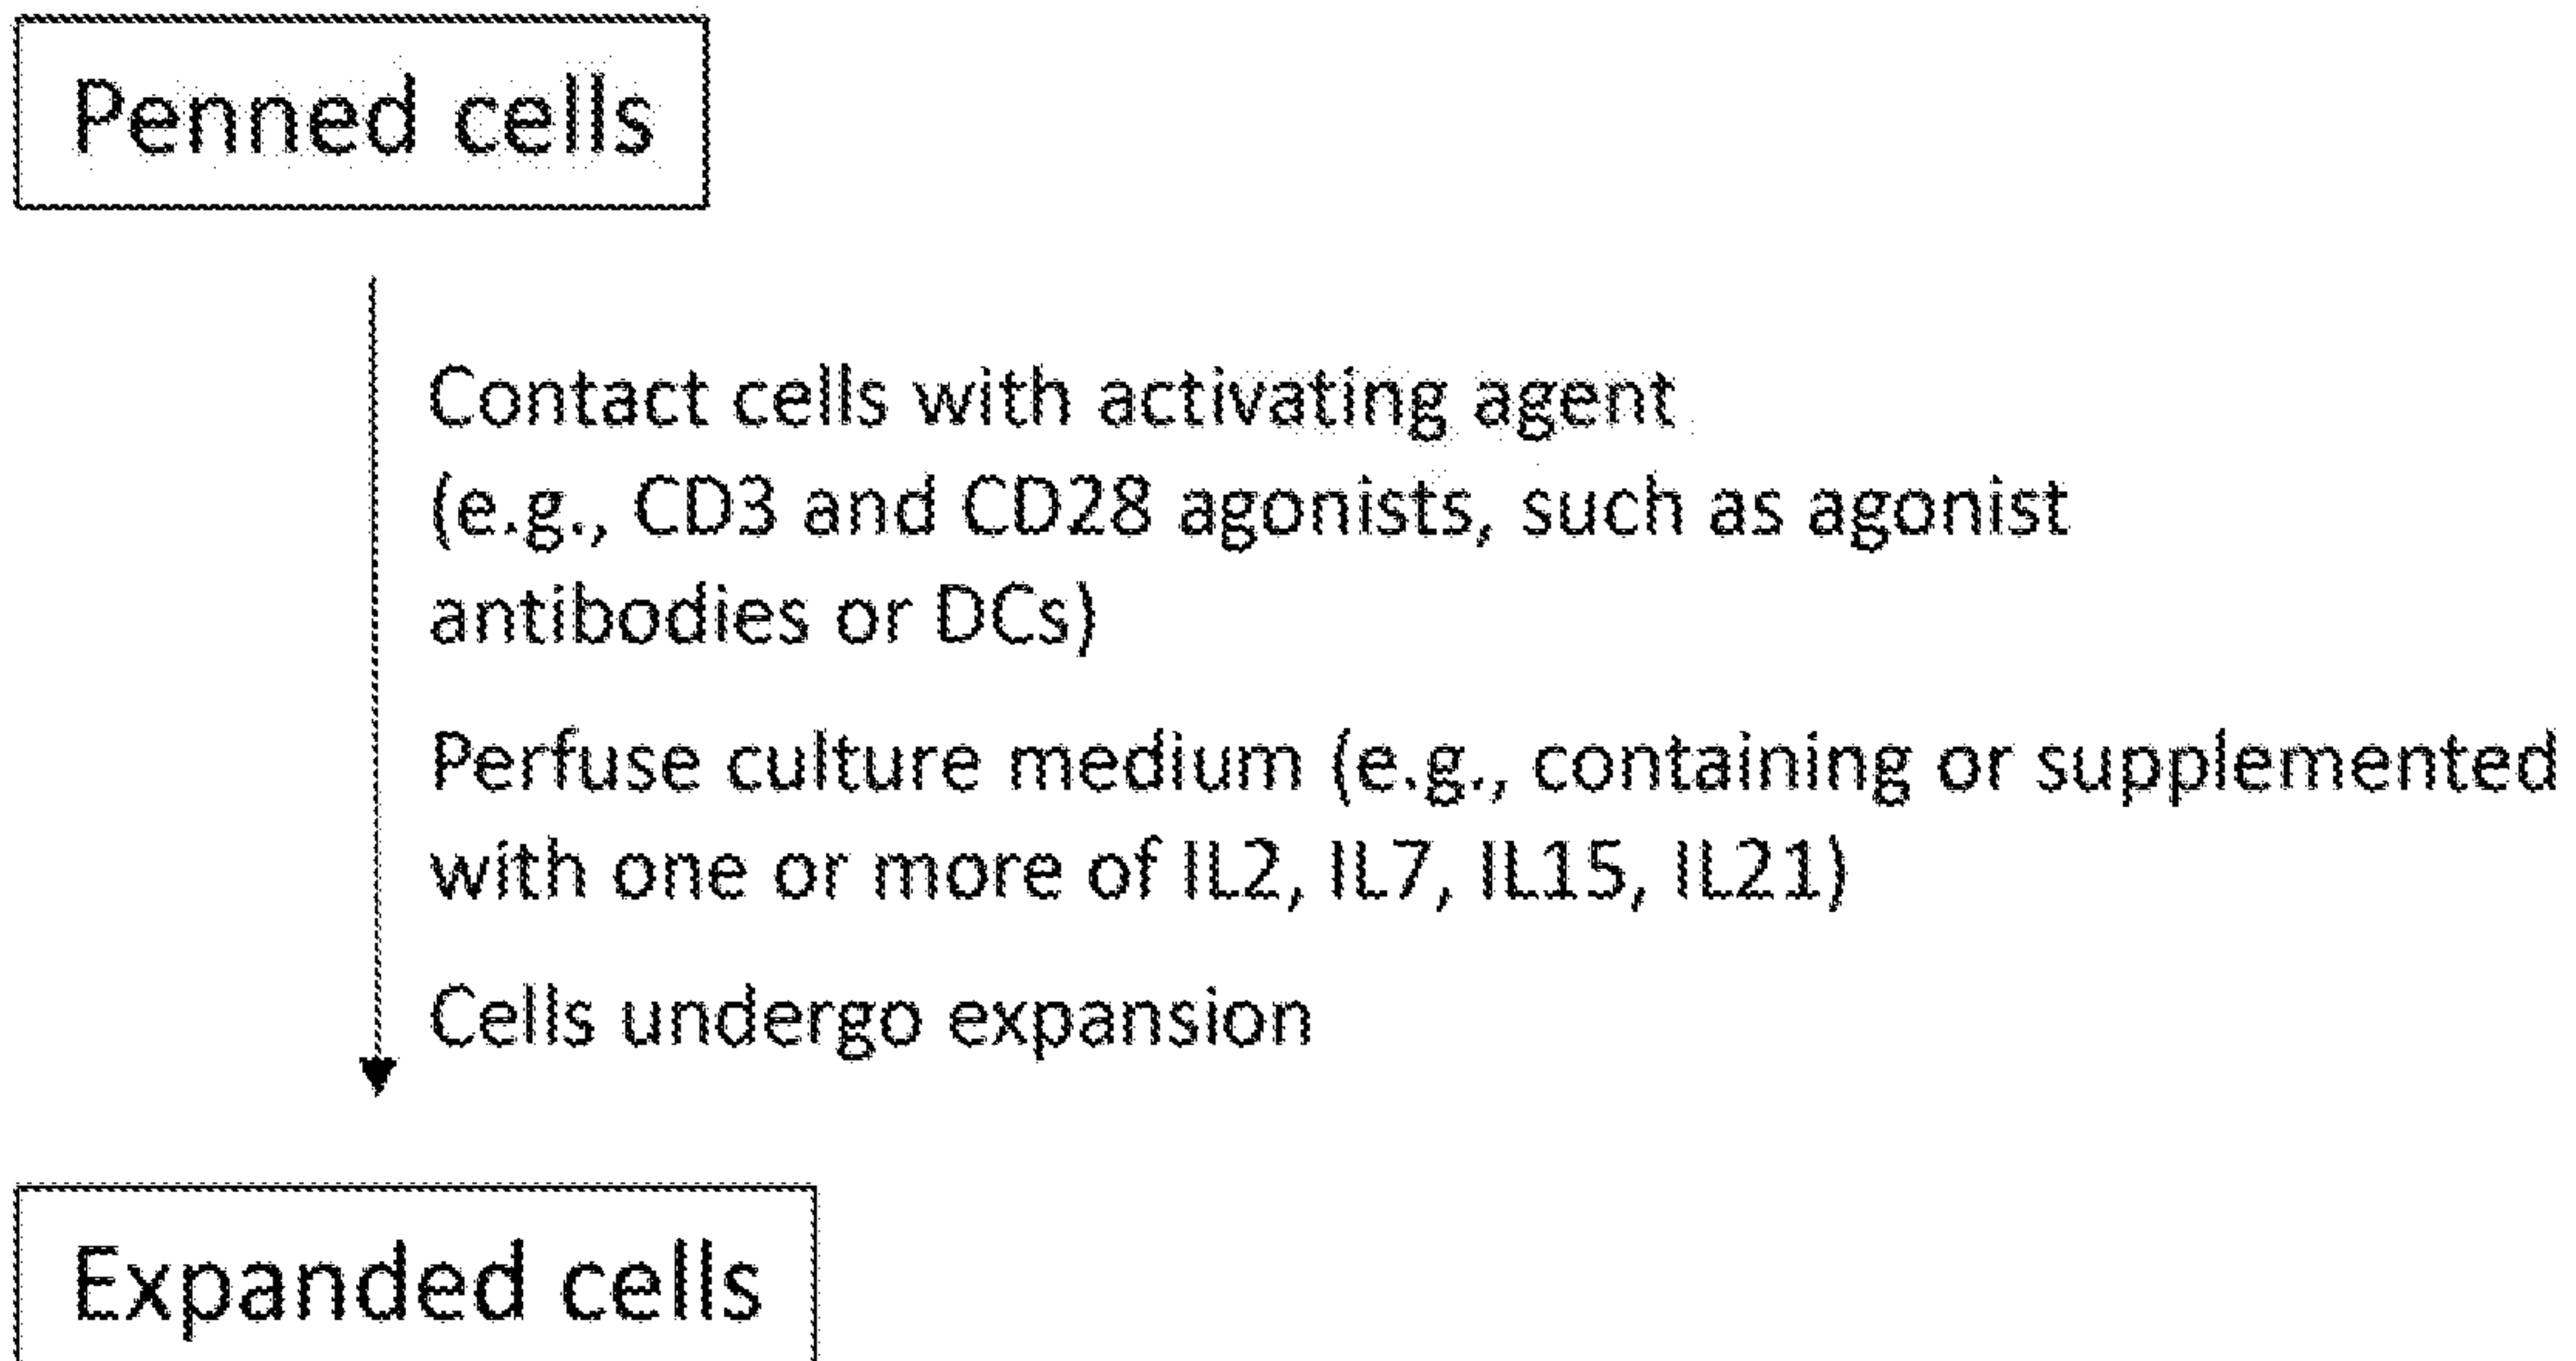 Penned cells
Contact cells with activating agent
(e.g., CD3 and CD28 agonists, such as agonist
antibodies or DCs)
Perfuse culture medium (e.g., containing or supplemented
with one or more of IL2, IL7, IL15, IL21)
Cells undergo expansion
Expanded cells